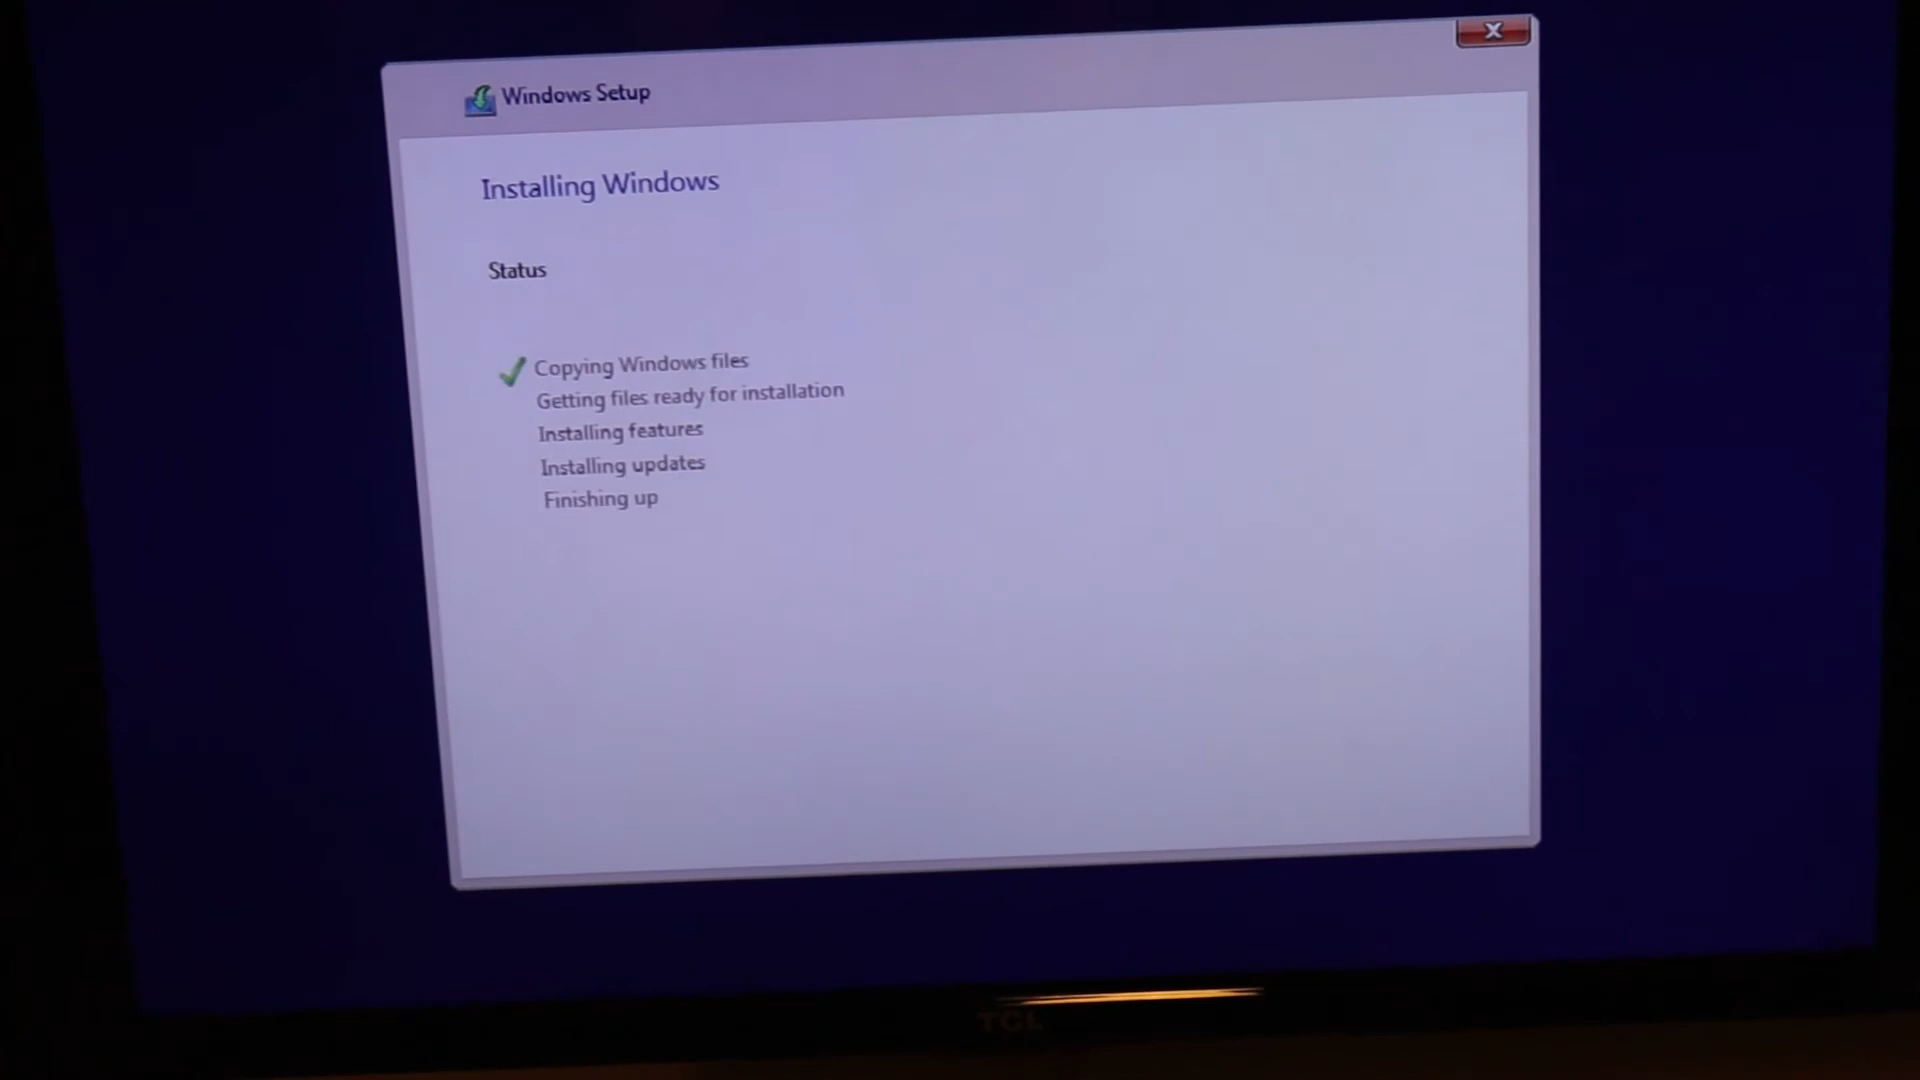 Windows Setup
Installing Windows
Status
Copying Windows files
Getting files ready for installation
Installing features
Installing updates
Finishing up
TCL